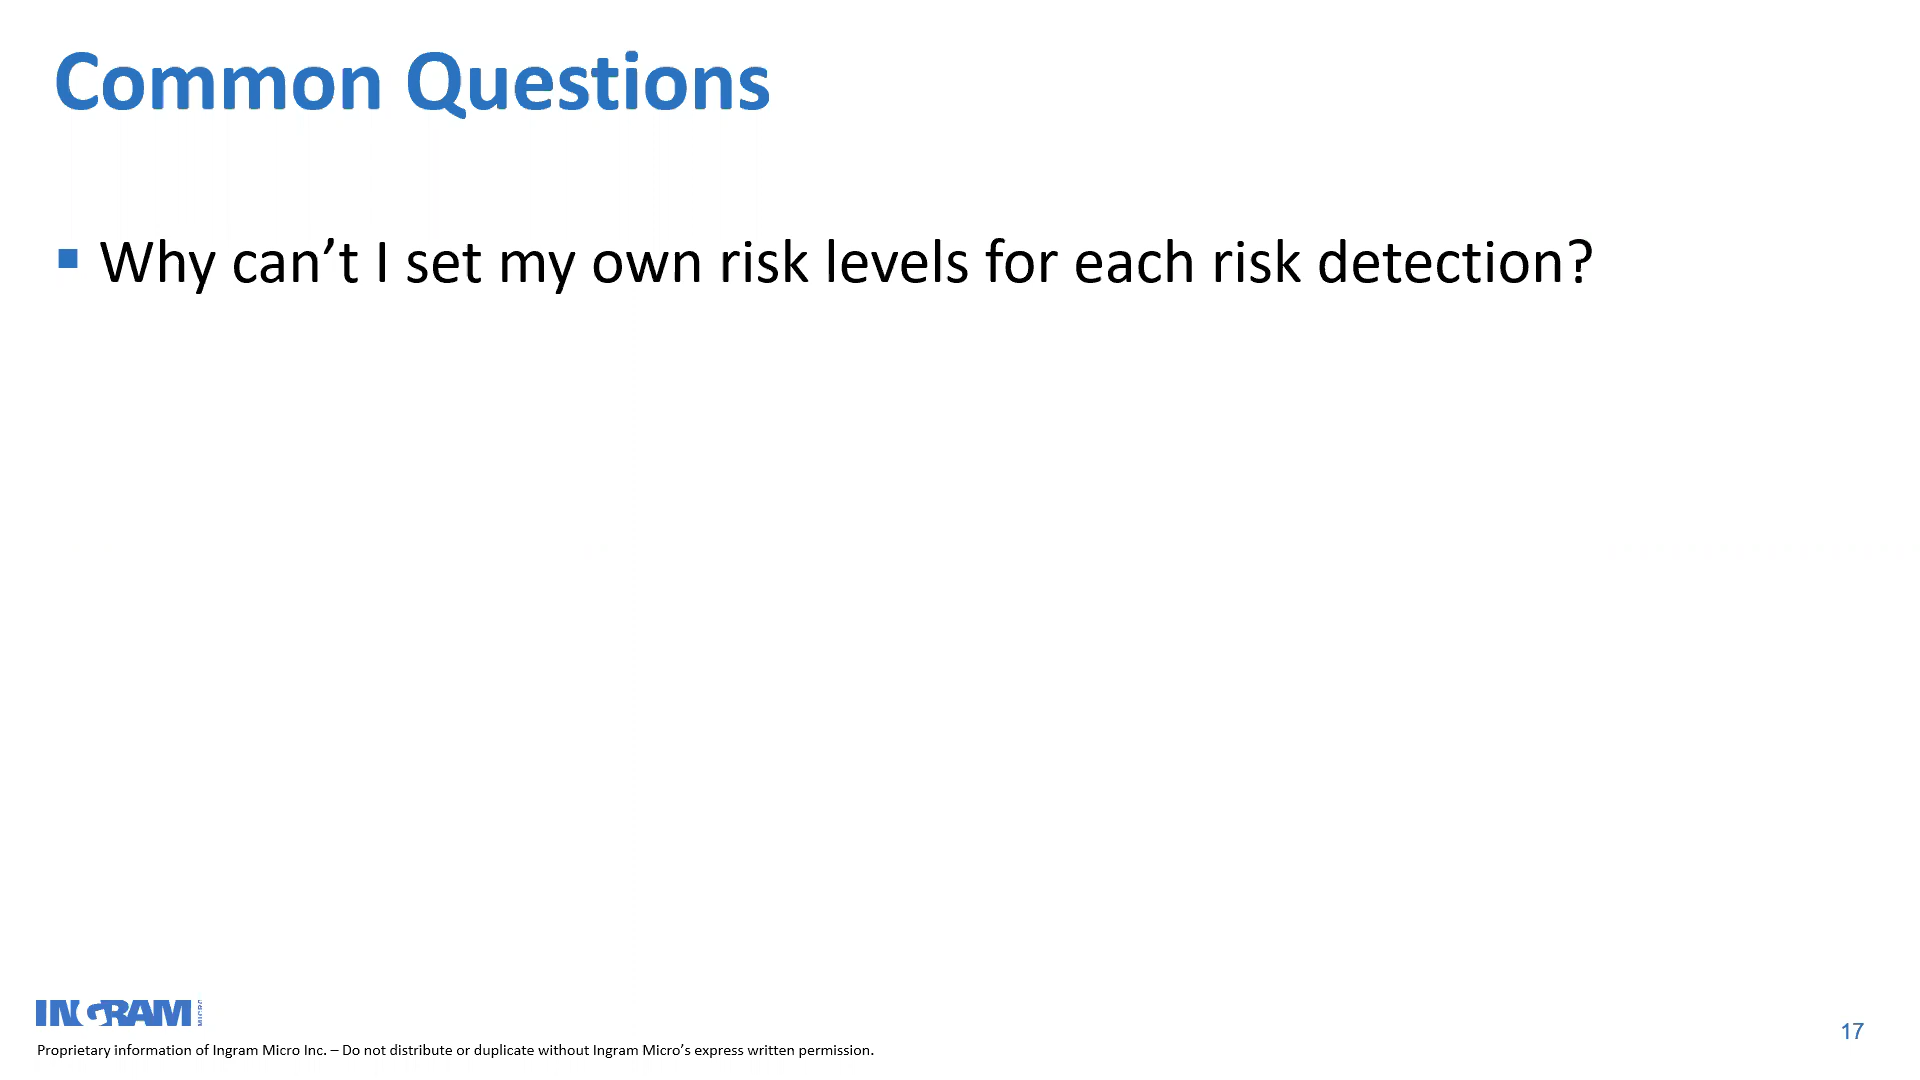 Common Questions
▪ Why can’t I set my own risk levels for each risk detection?
INGRAM MICRO
Proprietary information of Ingram Micro Inc. – Do not distribute or duplicate without Ingram Micro’s express written permission.
17